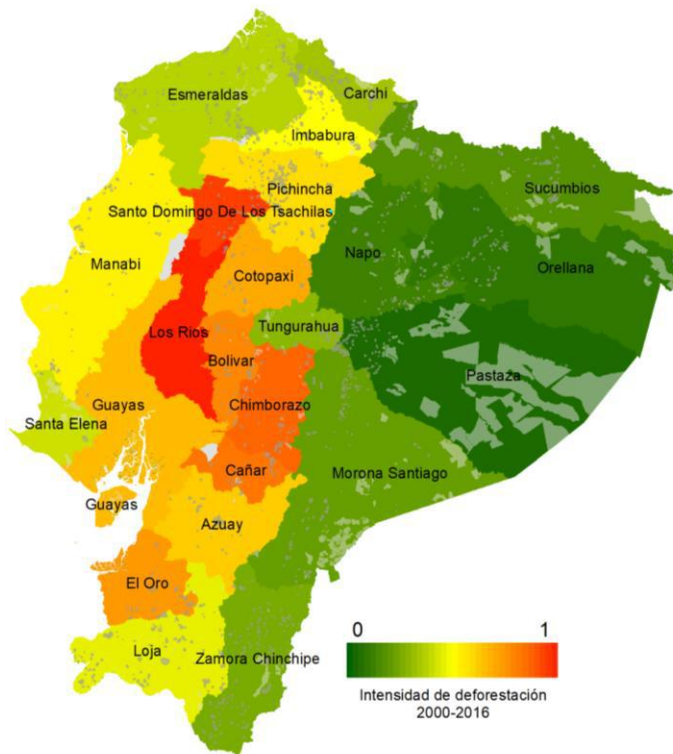 Esmeraldas
Carchi
Imbabura
Pichincha
Sucumbios
Santo Domingo De Los Tsachilas
Manabi
Cotopaxi
Napo
Orellana
Los Rios
Tungurahua
Bolivar
Pastaza
Guayas
Chimborazo
Santa Elena
Cañar
Morona Santiago
Guayas
Azuay
El Oro
Loja
Zamora Chinchipe
0 1
Intensidad de deforestación
2000-2016